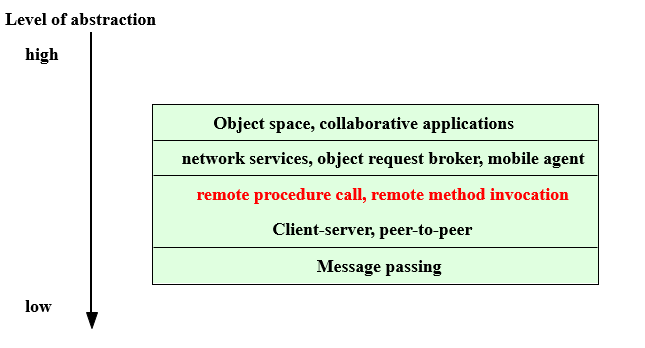 Level of abstraction
high
Object space, collaborative applications
network services, object request broker, mobile agent
remote procedure call, remote method invocation
Client-server, peer-to-peer
Message passing
low